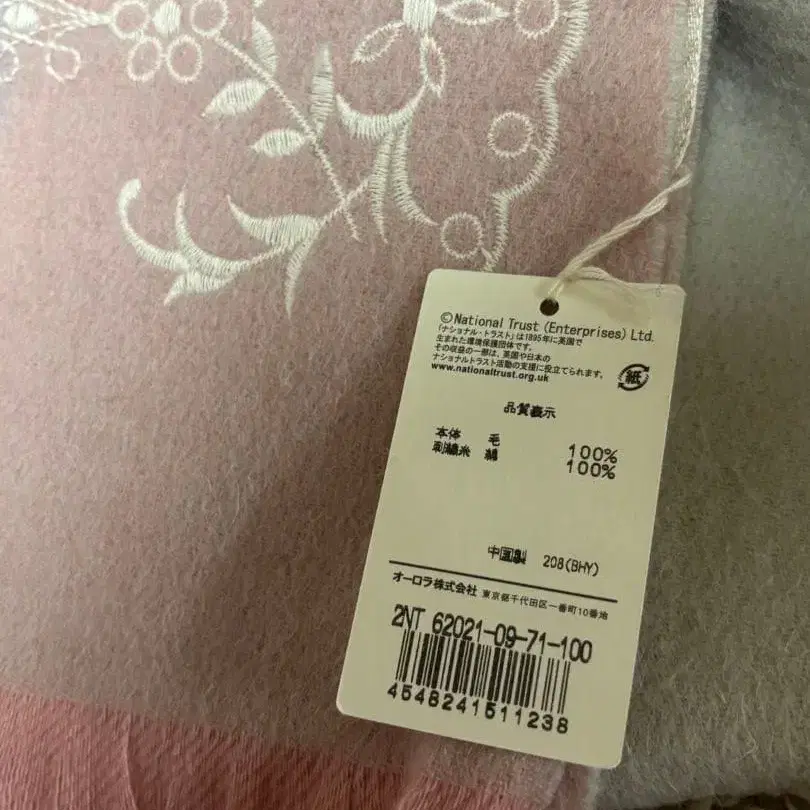 ©National Trust (Enterprises) Ltd.
「ナショナル・トラスト」は1895年に英国で
生まれた環境保護団体です。
その収益の一部は、英国や日本の
ナショナルトラスト活動の支援に役立てられます。
www.nationaltrust.org.uk
紙
品質表示
本体 毛 100%
刺繍糸 綿 100%
中国製 208(BHY)
オーロラ株式会社 東京都千代田区一番町10番地
2NT 62021-09-71-100
4548241511238